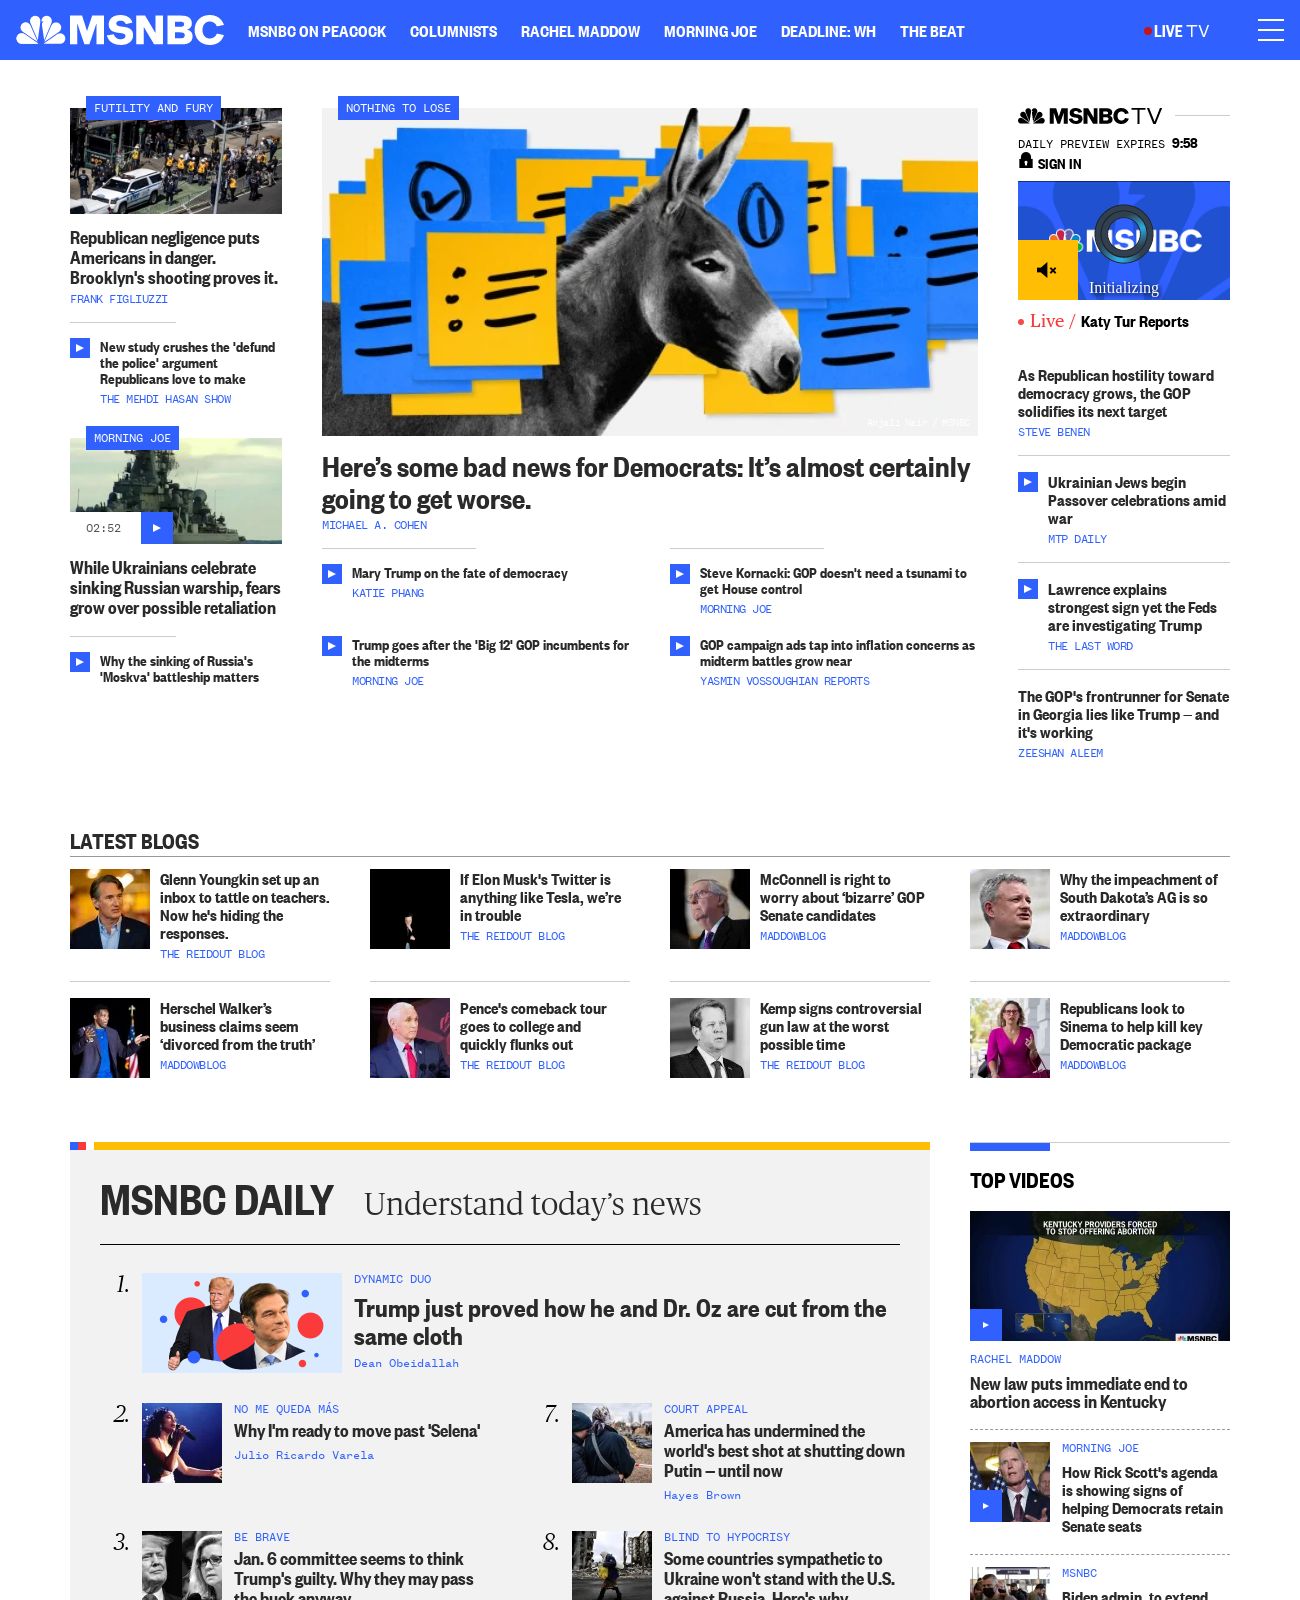 MSNBC
MSNBC ON PEACOCK
COLUMNISTS
RACHEL MADDOW
MORNING JOE
DEADLINE: WH
THE BEAT
LIVE TV
FUTILITY AND FURY
Republican negligence puts
Americans in danger.
Brooklyn's shooting proves it.
FRANK FIGLIUZZI
New study crushes the 'defund
the police' argument
Republicans love to make
THE MEHDI HASAN SHOW
MORNING JOE
02:52
While Ukrainians celebrate
sinking Russian warship, fears
grow over possible retaliation
Why the sinking of Russia's
'Moskva' battleship matters
NOTHING TO LOSE
Anjali Nair / MSNBC
Here’s some bad news for Democrats: It’s almost certainly
going to get worse.
MICHAEL A. COHEN
Mary Trump on the fate of democracy
KATIE PHANG
Steve Kornacki: GOP doesn't need a tsunami to
get House control
MORNING JOE
Trump goes after the 'Big 12' GOP incumbents for
the midterms
MORNING JOE
GOP campaign ads tap into inflation concerns as
midterm battles grow near
YASMIN VOSSOUGHIAN REPORTS
MSNBC TV
DAILY PREVIEW EXPIRES 9:58
SIGN IN
MSNBC
Initializing
Live / Katy Tur Reports
As Republican hostility toward
democracy grows, the GOP
solidifies its next target
STEVE BENEN
Ukrainian Jews begin
Passover celebrations amid
war
MTP DAILY
Lawrence explains
strongest sign yet the Feds
are investigating Trump
THE LAST WORD
The GOP's frontrunner for Senate
in Georgia lies like Trump — and
it's working
ZEESHAN ALEEM
LATEST BLOGS
Glenn Youngkin set up an
inbox to tattle on teachers.
Now he's hiding the
responses.
THE REIDOUT BLOG
If Elon Musk's Twitter is
anything like Tesla, we’re
in trouble
THE REIDOUT BLOG
McConnell is right to
worry about ‘bizarre’ GOP
Senate candidates
MADDOWBLOG
Why the impeachment of
South Dakota’s AG is so
extraordinary
MADDOWBLOG
Herschel Walker’s
business claims seem
‘divorced from the truth’
MADDOWBLOG
Pence's comeback tour
goes to college and
quickly flunks out
THE REIDOUT BLOG
Kemp signs controversial
gun law at the worst
possible time
THE REIDOUT BLOG
Republicans look to
Sinema to help kill key
Democratic package
MADDOWBLOG
MSNBC DAILY Understand today’s news
1.
DYNAMIC DUO
Trump just proved how he and Dr. Oz are cut from the
same cloth
Dean Obeidallah
2.
NO ME QUEDA MÁS
Why I'm ready to move past 'Selena'
Julio Ricardo Varela
7.
COURT APPEAL
America has undermined the
world's best shot at shutting down
Putin — until now
Hayes Brown
3.
BE BRAVE
Jan. 6 committee seems to think
Trump's guilty. Why they may pass
the buck anyway.
8.
BLIND TO HYPOCRISY
Some countries sympathetic to
Ukraine won't stand with the U.S.
against Russia. Here's why.
TOP VIDEOS
KENTUCKY PROVIDERS FORCED
TO STOP OFFERING ABORTION
MSNBC
RACHEL MADDOW
New law puts immediate end to
abortion access in Kentucky
MORNING JOE
How Rick Scott's agenda
is showing signs of
helping Democrats retain
Senate seats
MSNBC
Biden admin. to extend